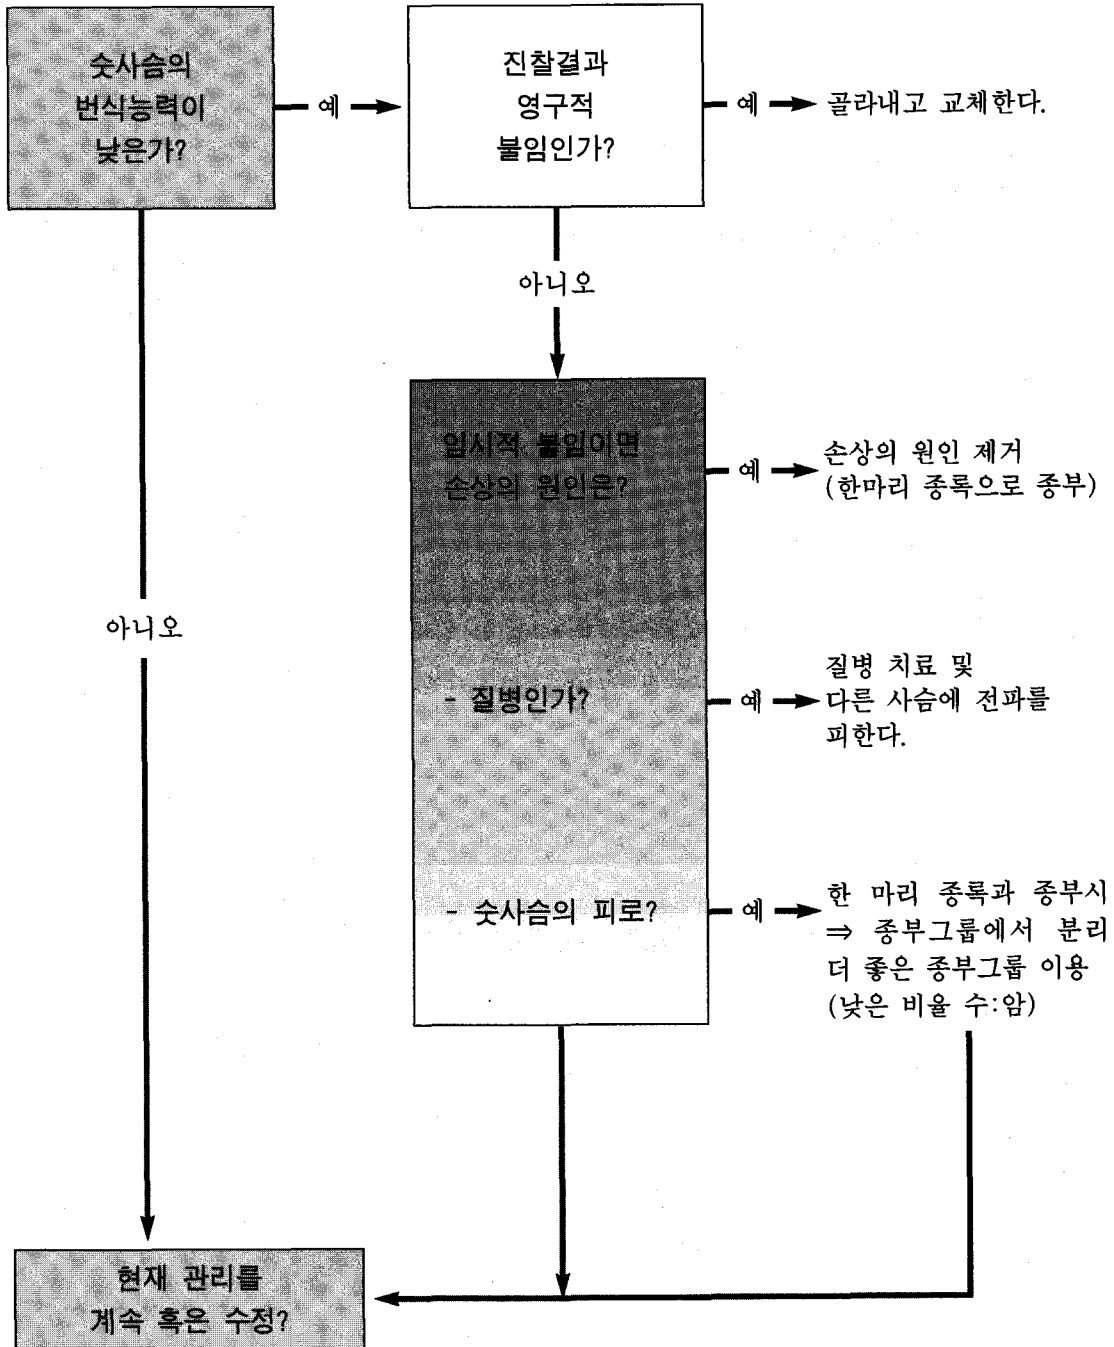 숫사슴의
번식능력이
낮은가?
예
진찰결과
영구적
불임인가?
예
골라내고 교체한다.
아니오
임시적 불임이면
손상의 원인은?
예
손상의 원인 제거
(한마리 종록으로 종부)
아니오
- 질병인가?
예
질병 치료 및
다른 사슴에 전파를
피한다.
- 숫사슴의 피로?
예
한 마리 종록과 종부시
⇒ 종부그룹에서 분리
더 좋은 종부그룹 이용
(낮은 비율 수:암)
현재 관리를
계속 혹은 수정?